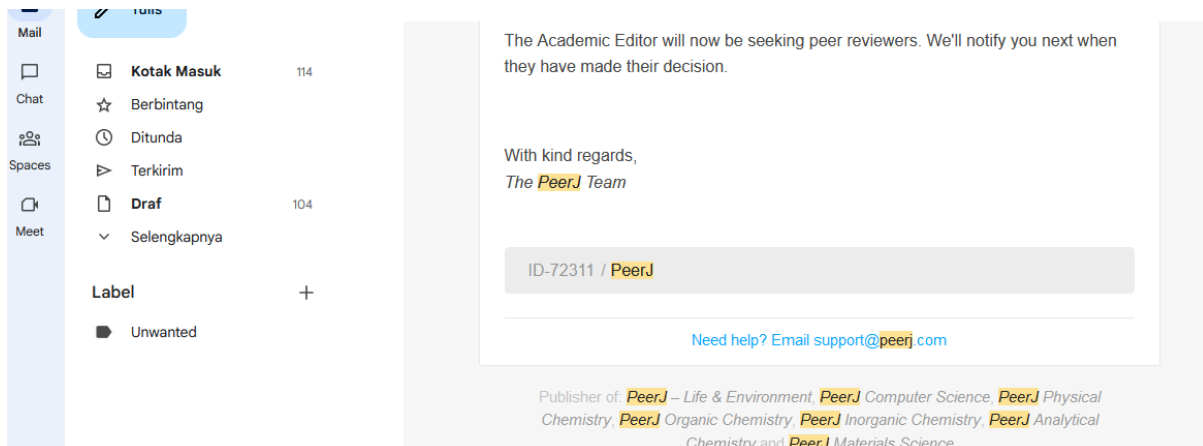 Tulis
Mail
Chat
Spaces
Meet
Kotak Masuk 114
Berbintang
Ditunda
Terkirim
Draf 104
Selengkapnya
Label
Unwanted
The Academic Editor will now be seeking peer reviewers. We'll notify you next when
they have made their decision.
With kind regards,
The PeerJ Team
ID-72311 / PeerJ
Need help? Email support@peerj.com
Publisher of: PeerJ – Life & Environment, PeerJ Computer Science, PeerJ Physical
Chemistry, PeerJ Organic Chemistry, PeerJ Inorganic Chemistry, PeerJ Analytical
Chemistry and PeerJ Materials Science